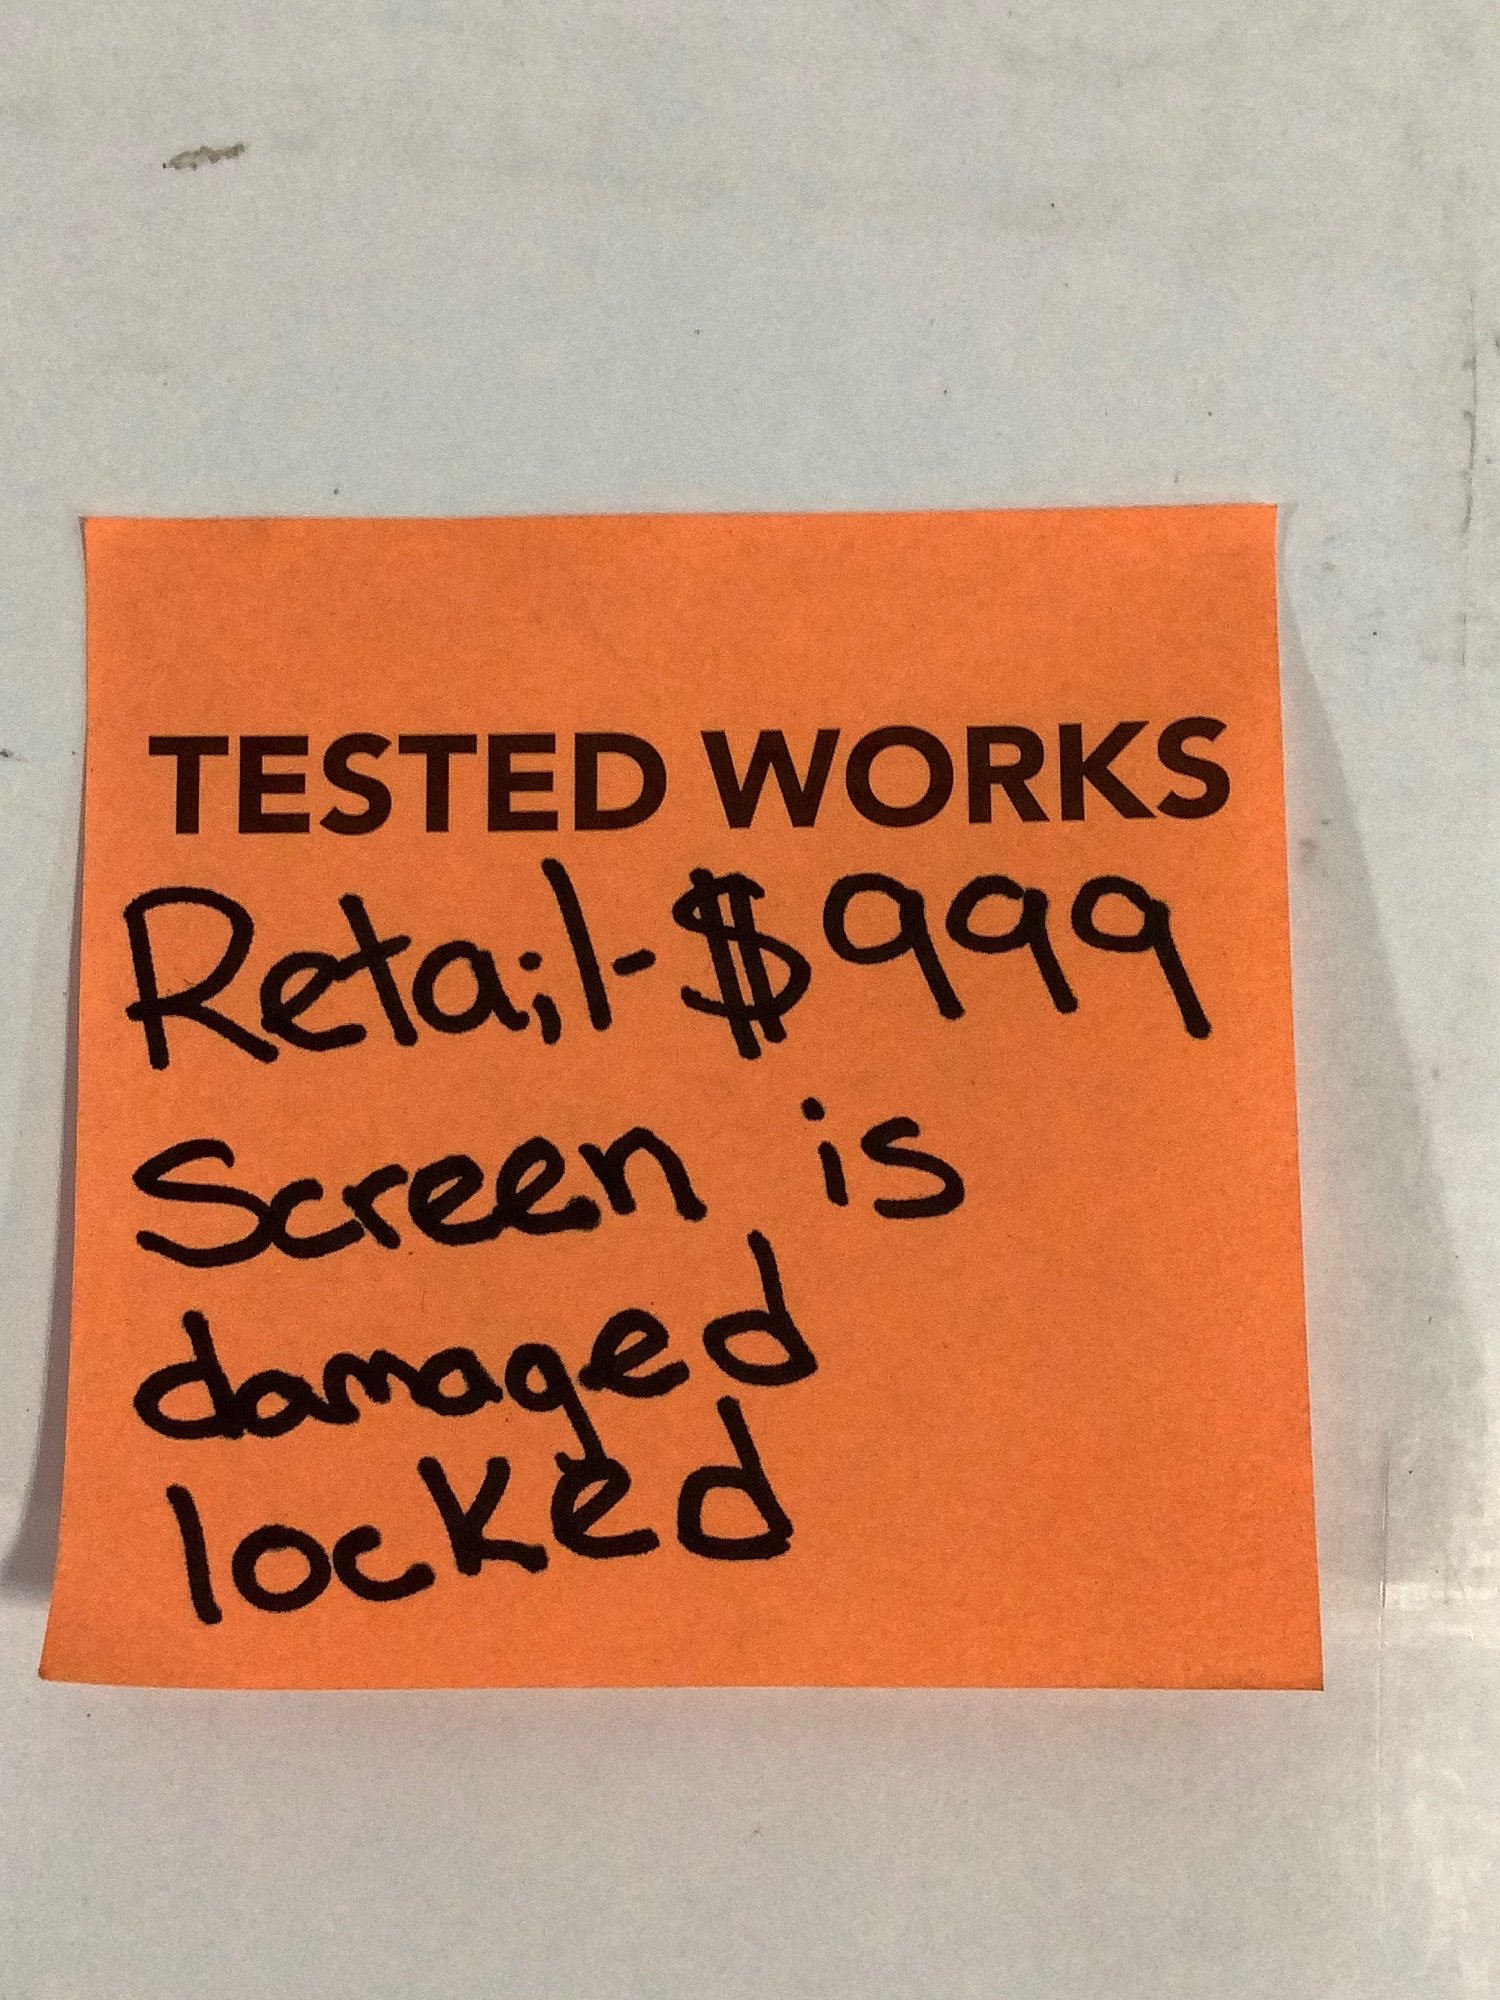 TESTED WORKS
Retail-$999
Screen is
damaged
locked